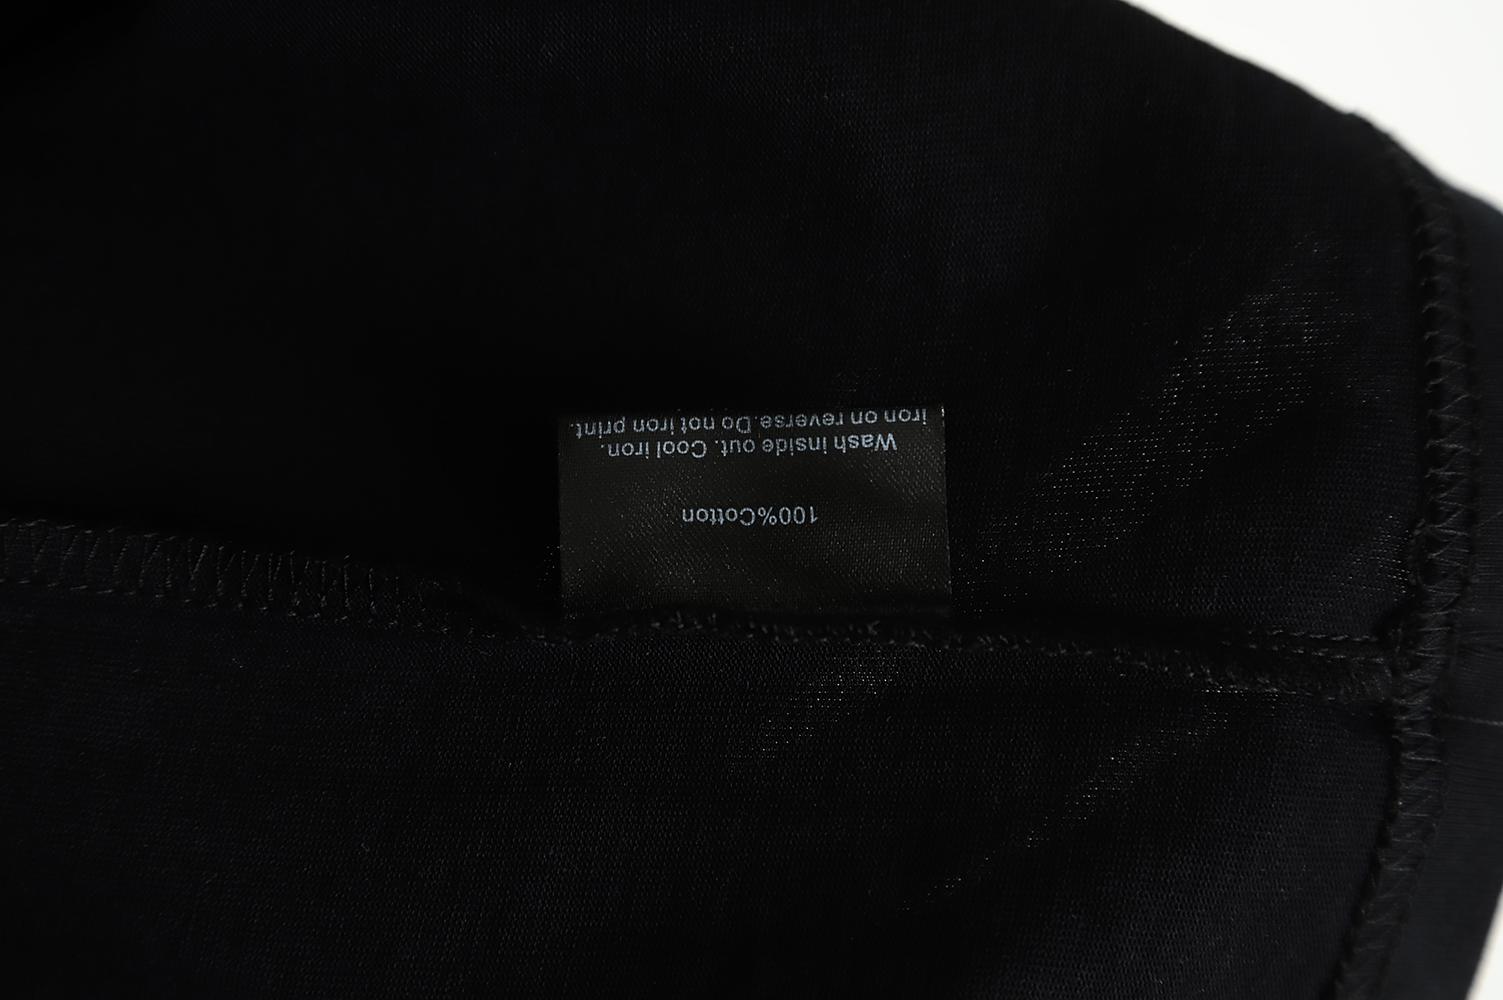 100%Cotton
Wash inside out. Cool iron.
iron on reverse.Do not iron print.